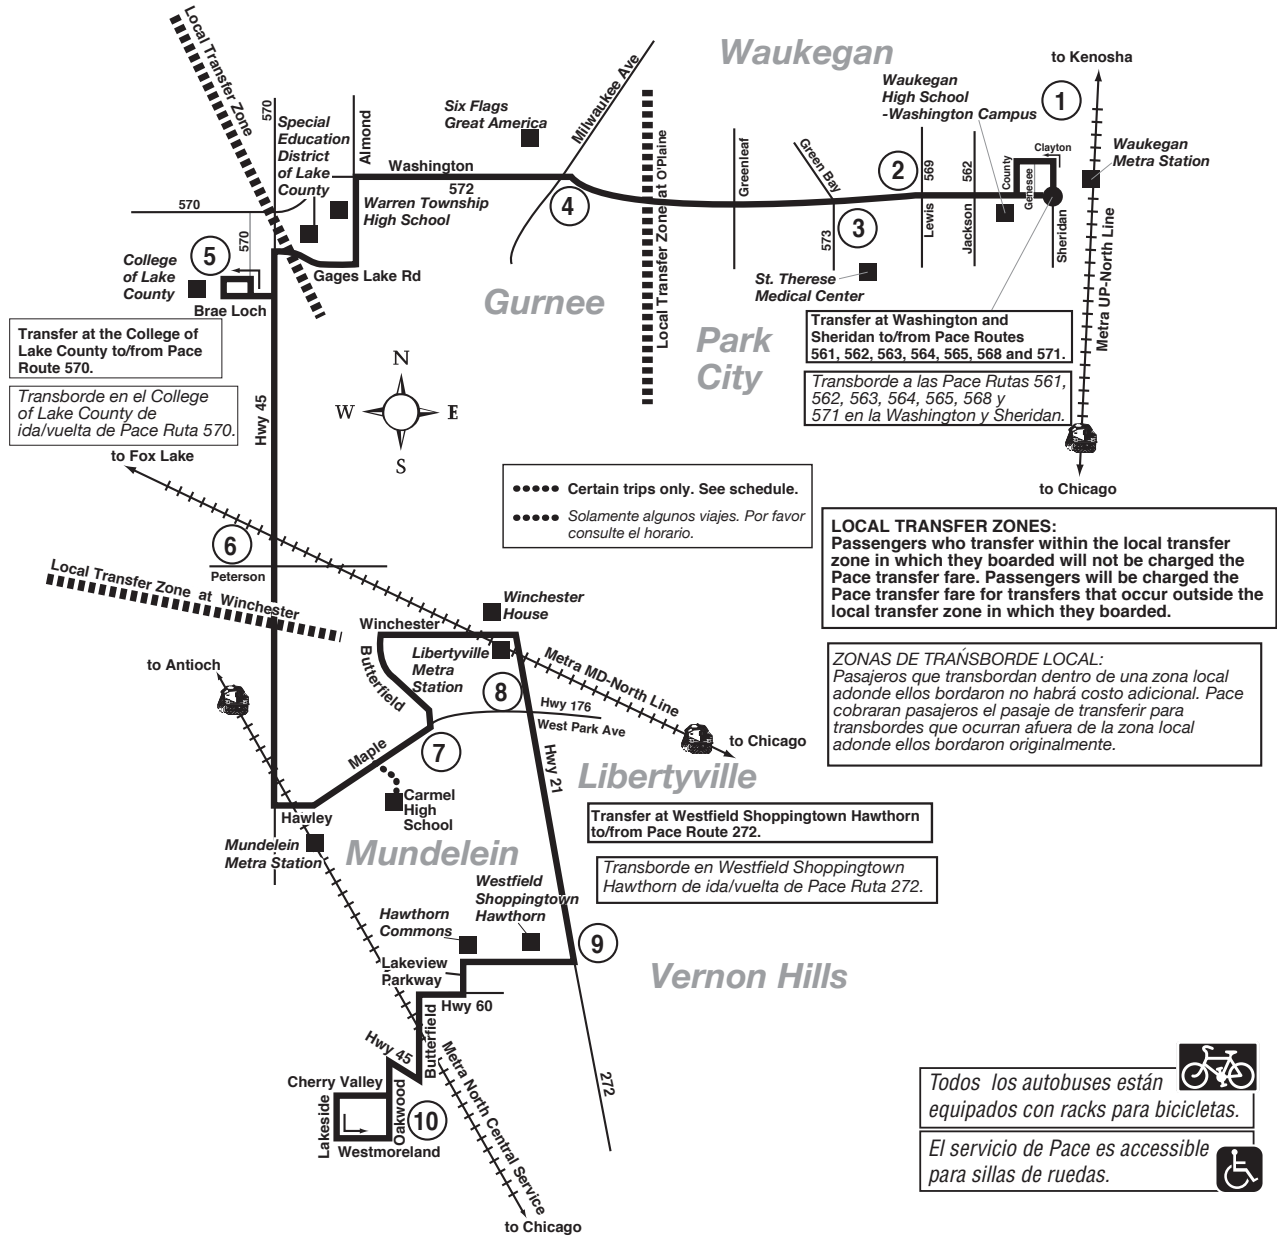 Waukegan
to Kenosha
1
Waukegan
High School
-Washington Campus
Waukegan
Metra Station
Local Transfer Zone
570
Special
Education
District
of Lake
County
Almond
Six Flags
Great America
Milwaukee Ave
Washington
572
4
Warren Township
High School
570
570
5
College
of Lake
County
Brae Loch
Gages Lake Rd
Gurnee
Local Transfer Zone at O'Plaine
Greenleaf
Green Bay
573
3
St. Therese
Medical Center
2
569
Lewis
562
Jackson
County
Genesee
Clayton
Sheridan
Metra UP-North Line
Park
City
Transfer at the College of
Lake County to/from Pace
Route 570.
Transborde en el College
of Lake County de
ida/vuelta de Pace Ruta 570.
Transfer at Washington and
Sheridan to/from Pace Routes
561, 562, 563, 564, 565, 568 and 571.
Transborde a las Pace Rutas 561,
562, 563, 564, 565, 568 y
571 en la Washington y Sheridan.
to Chicago
Hwy 45
N
W
E
S
to Fox Lake
Certain trips only. See schedule.
Solamente algunos viajes. Por favor
consulte el horario.
LOCAL TRANSFER ZONES:
Passengers who transfer within the local transfer
zone in which they boarded will not be charged the
Pace transfer fare. Passengers will be charged the
Pace transfer fare for transfers that occur outside the
local transfer zone in which they boarded.
ZONAS DE TRAŃSBORDE LOCAL:
Pasajeros que transbordan dentro de una zona local
adonde ellos bordaron no habrá costo adicional. Pace
cobraran pasajeros el pasaje de transferir para
transbordes que ocurran afuera de la zona local
adonde ellos bordaron originalmente.
6
Peterson
Local Transfer Zone at Winchester
to Antioch
Winchester
House
Winchester
Butterfield
Libertyville
Metra
Station
8
Metra MD-North Line
Hwy 176
West Park Ave
to Chicago
Maple
7
Hwy 21
Libertyville
Carmel
High
School
Hawley
Mundelein
Metra Station
Mundelein
Transfer at Westfield Shoppingtown Hawthorn
to/from Pace Route 272.
Transborde en Westfield Shoppingtown
Hawthorn de ida/vuelta de Pace Ruta 272.
Westfield
Shoppingtown
Hawthorn
Hawthorn
Commons
9
Lakeview
Parkway
Hwy 60
Vernon Hills
Hwy 45
Butterfield
Metra North Central Service
272
Cherry Valley
Lakeside
Oakwood
10
Westmoreland
to Chicago
Todos los autobuses están
equipados con racks para bicicletas.
El servicio de Pace es accessible
para sillas de ruedas.